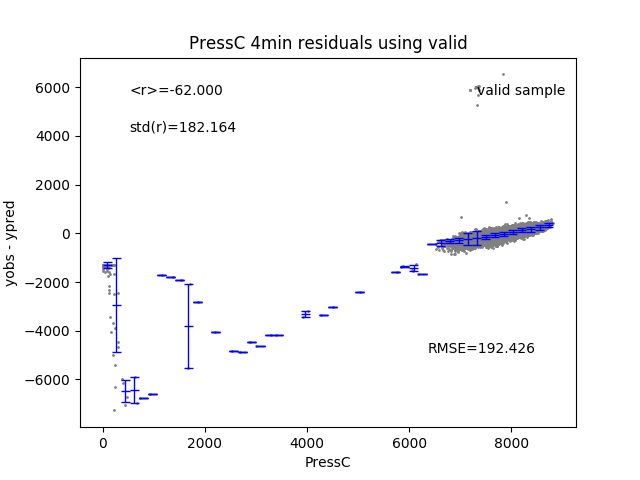 PressC 4min residuals using valid
<r>=-62.000
valid sample
std(r)=182.164
RMSE=192.426
yobs - ypred
6000
4000
2000
0
−2000
−4000
−6000
0 2000 4000 6000 8000
PressC